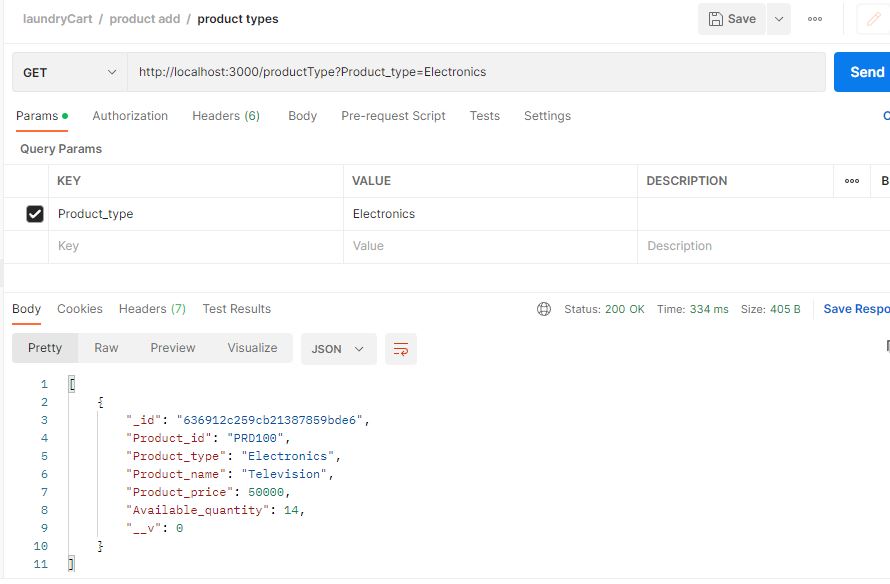 laundryCart / product add / product types
Save
GET
http://localhost:3000/productType?Product_type=Electronics
Send
Params Authorization Headers (6) Body Pre-request Script Tests Settings
Query Params
KEY VALUE DESCRIPTION
Product_type Electronics
Key Value Description
Body Cookies Headers (7) Test Results Status: 200 OK Time: 334 ms Size: 405 B Save Respo
Pretty Raw Preview Visualize JSON
1 [
2 {
3 "_id": "636912c259cb21387859bde6",
4 "Product_id": "PRD100",
5 "Product_type": "Electronics",
6 "Product_name": "Television",
7 "Product_price": 50000,
8 "Available_quantity": 14,
9 "__v": 0
10 }
11 ]